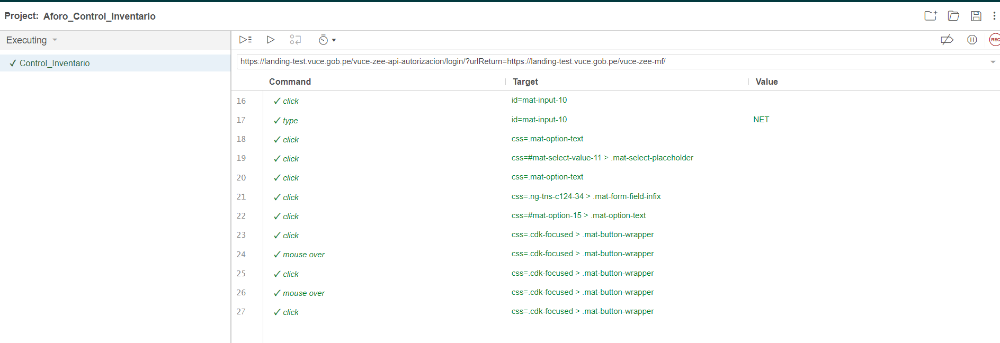 Project: Aforo_Control_Inventario
Executing
✓ Control_Inventario
REC
https://landing-test.vuce.gob.pe/vuce-zee-api-autorizacion/login/?urlReturn=https://landing-test.vuce.gob.pe/vuce-zee-mf/
Command Target Value
16 ✓ click id=mat-input-10
17 ✓ type id=mat-input-10 NET
18 ✓ click css=.mat-option-text
19 ✓ click css=#mat-select-value-11 > .mat-select-placeholder
20 ✓ click css=.mat-option-text
21 ✓ click css=.ng-tns-c124-34 > .mat-form-field-infix
22 ✓ click css=#mat-option-15 > .mat-option-text
23 ✓ click css=.cdk-focused > .mat-button-wrapper
24 ✓ mouse over css=.cdk-focused > .mat-button-wrapper
25 ✓ click css=.cdk-focused > .mat-button-wrapper
26 ✓ mouse over css=.cdk-focused > .mat-button-wrapper
27 ✓ click css=.cdk-focused > .mat-button-wrapper